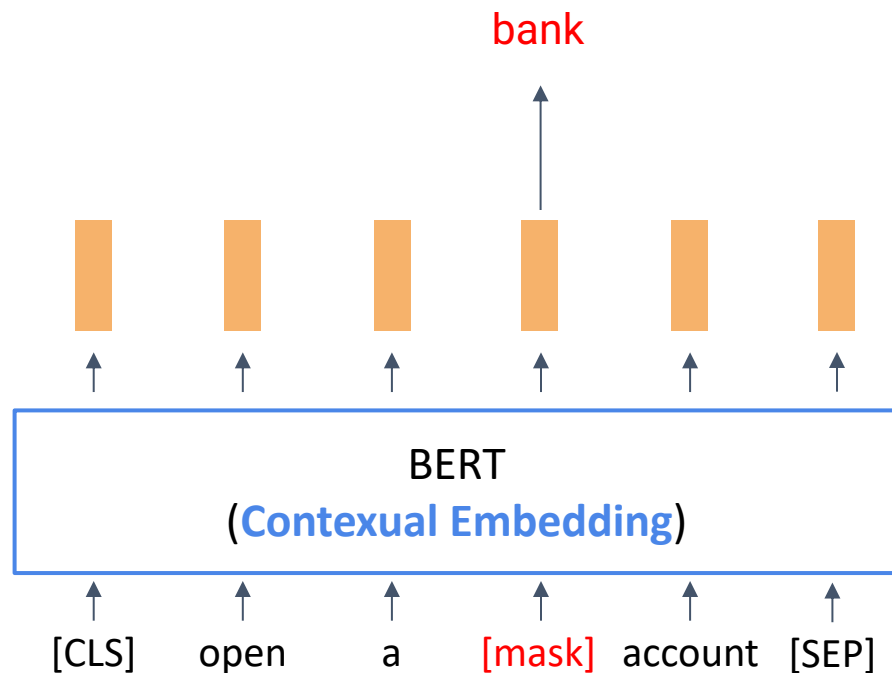 bank
BERT
(Contexual Embedding)
[CLS] open a [mask] account [SEP]